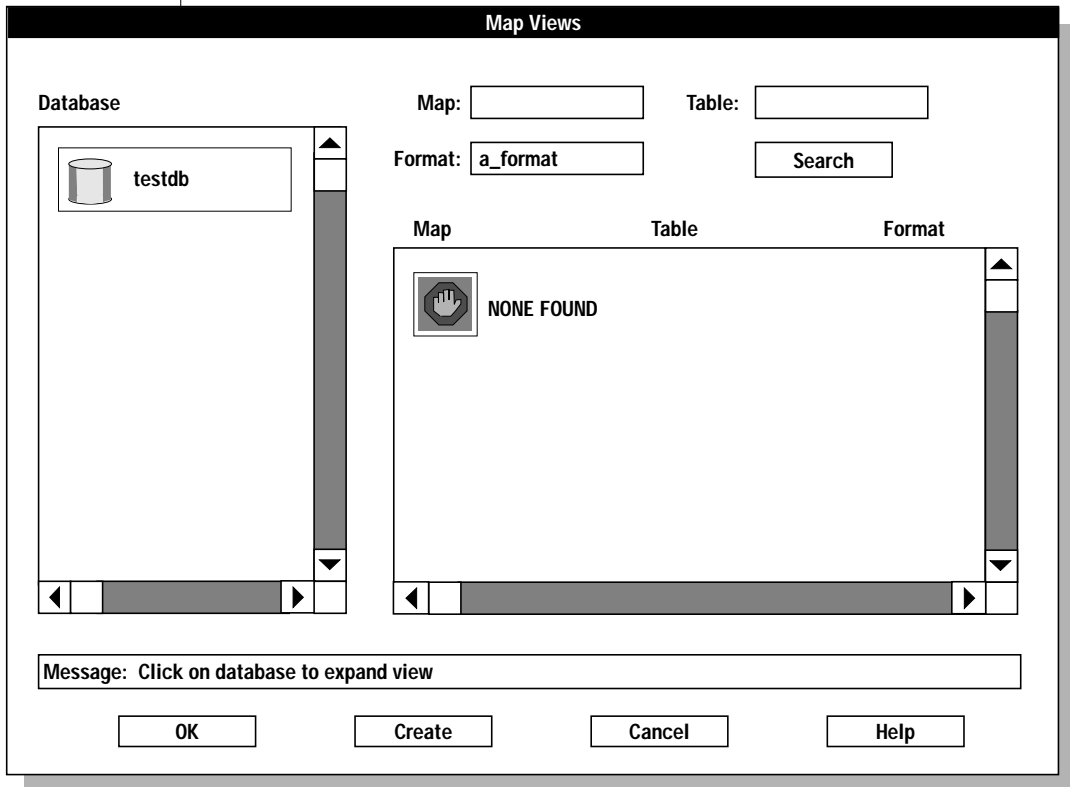 Map Views
Database
Map:
Table:
Format: a_format
Search
testdb
Map Table Format
NONE FOUND
Message: Click on database to expand view
OK Create Cancel Help